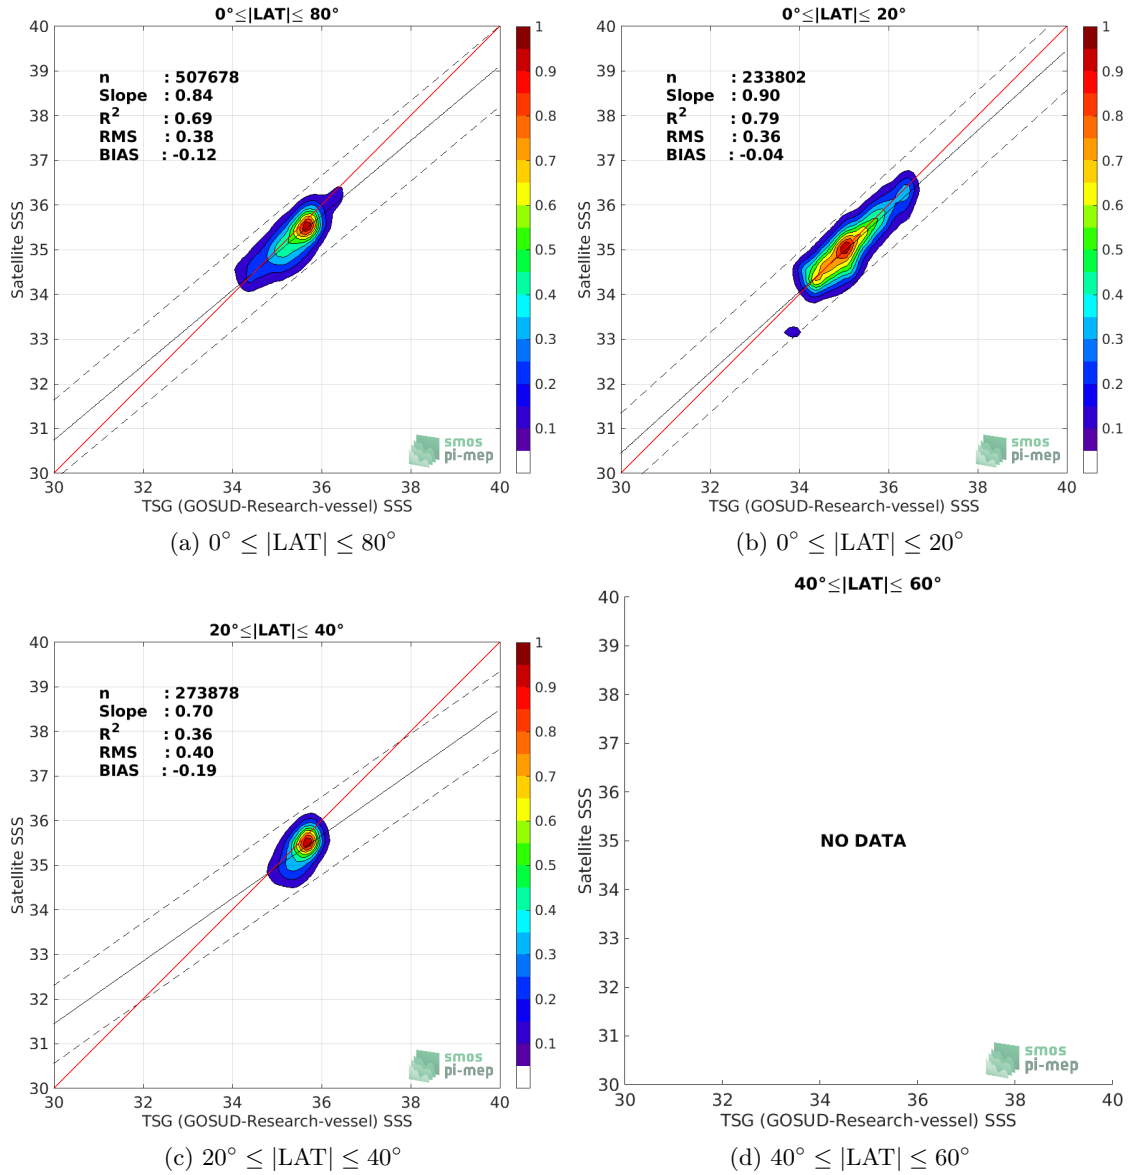 0°≤|LAT|≤ 80°
40
39
38
37
36
35
34
33
32
31
30
Satellite SSS
n : 507678
Slope : 0.84
R² : 0.69
RMS : 0.38
BIAS : -0.12
smos
pi-mep
30 32 34 36 38 40
TSG (GOSUD-Research-vessel) SSS
1
0.9
0.8
0.7
0.6
0.5
0.4
0.3
0.2
0.1
(a) 0° ≤ |LAT| ≤ 80°
0°≤|LAT|≤ 20°
40
39
38
37
36
35
34
33
32
31
30
Satellite SSS
n : 233802
Slope : 0.90
R² : 0.79
RMS : 0.36
BIAS : -0.04
smos
pi-mep
30 32 34 36 38 40
TSG (GOSUD-Research-vessel) SSS
1
0.9
0.8
0.7
0.6
0.5
0.4
0.3
0.2
0.1
(b) 0° ≤ |LAT| ≤ 20°
20°≤|LAT|≤ 40°
40
39
38
37
36
35
34
33
32
31
30
Satellite SSS
n : 273878
Slope : 0.70
R² : 0.36
RMS : 0.40
BIAS : -0.19
smos
pi-mep
30 32 34 36 38 40
TSG (GOSUD-Research-vessel) SSS
1
0.9
0.8
0.7
0.6
0.5
0.4
0.3
0.2
0.1
(c) 20° ≤ |LAT| ≤ 40°
40°≤|LAT|≤ 60°
40
39
38
37
36
35
34
33
32
31
30
Satellite SSS
NO DATA
smos
pi-mep
30 32 34 36 38 40
TSG (GOSUD-Research-vessel) SSS
(d) 40° ≤ |LAT| ≤ 60°